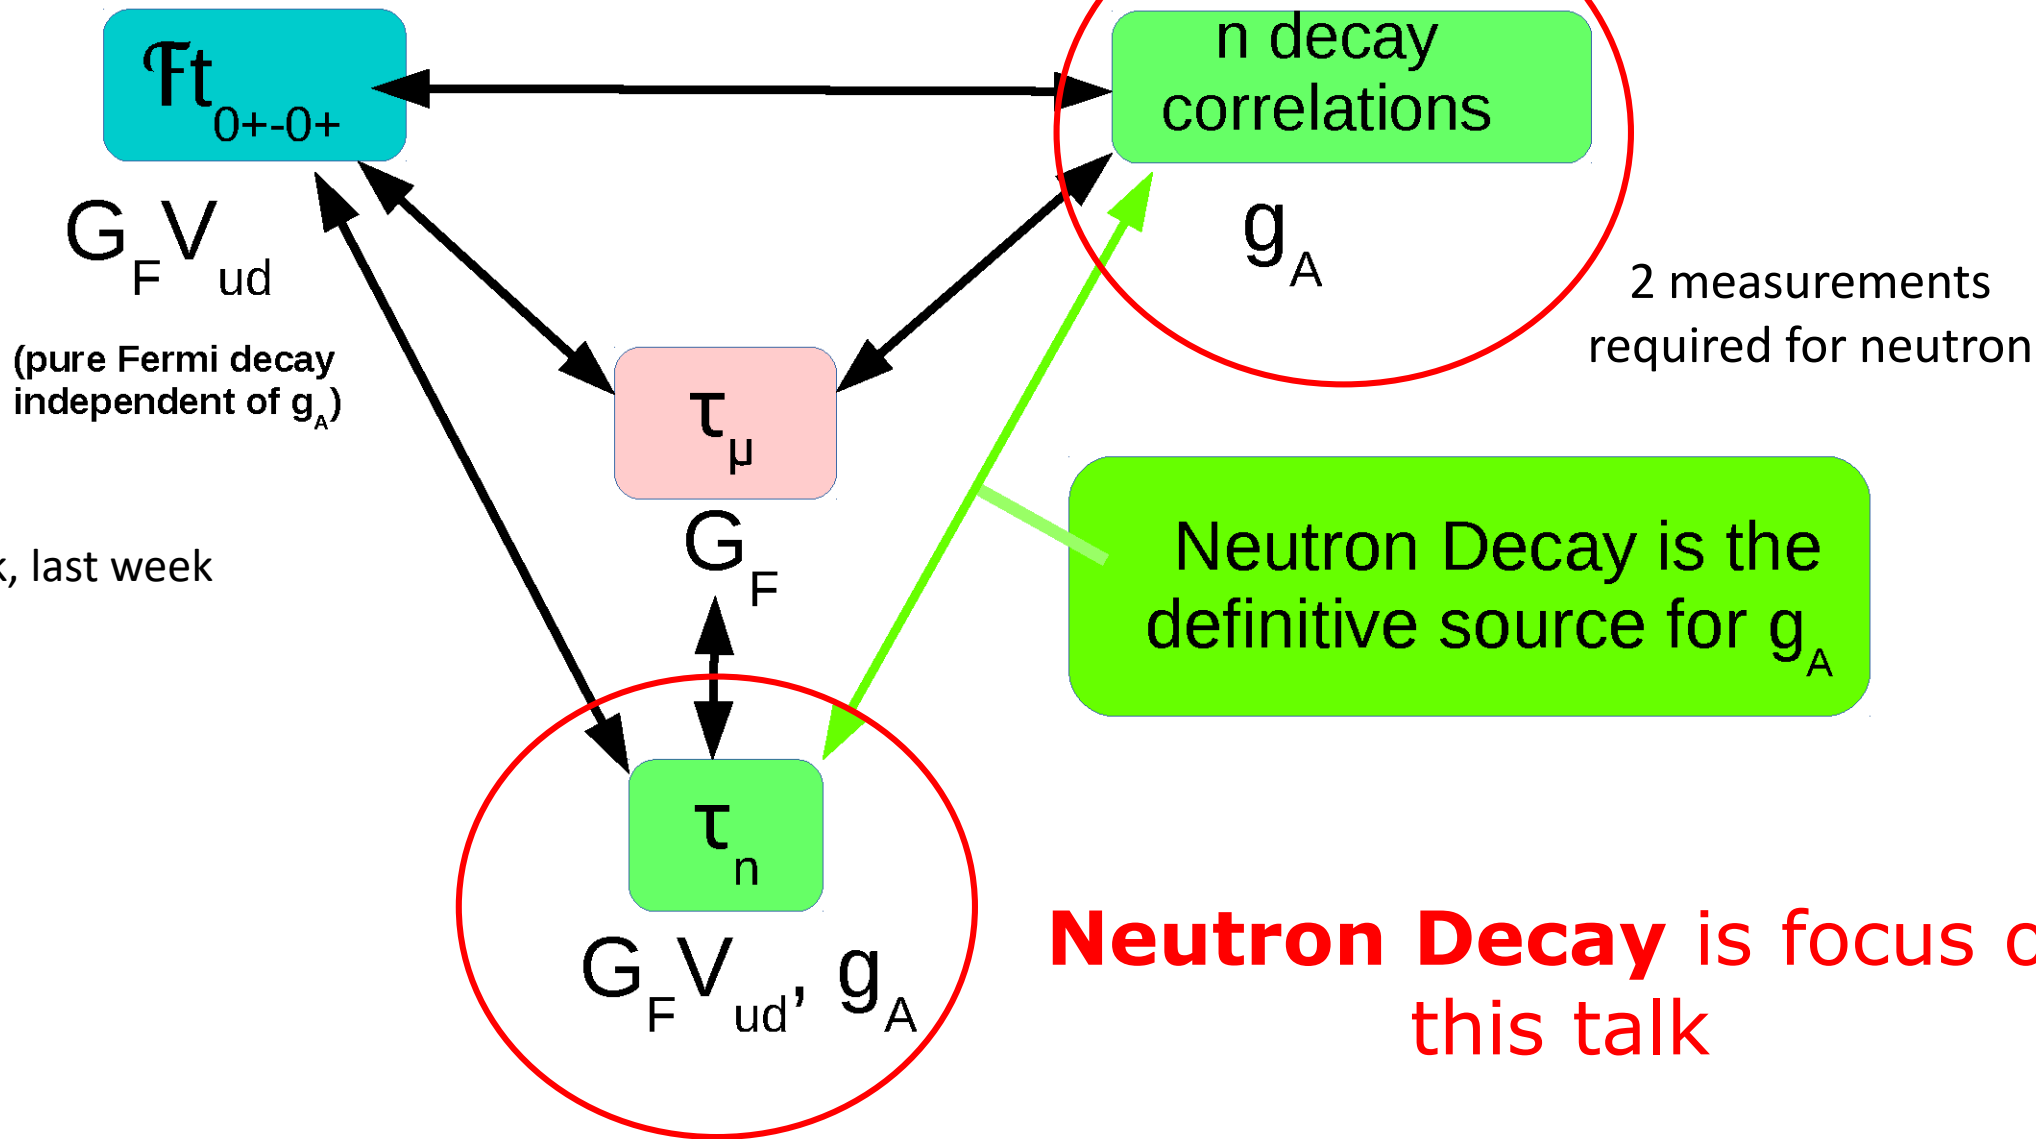 ℱt0+-0+
n decay
correlations
GFVud
gA
2 measurements
required for neutron
(pure Fermi decay
independent of gA)
τμ
GF
, last week
Neutron Decay is the
definitive source for gA
τn
GFVud, gA
Neutron Decay is focus
this talk